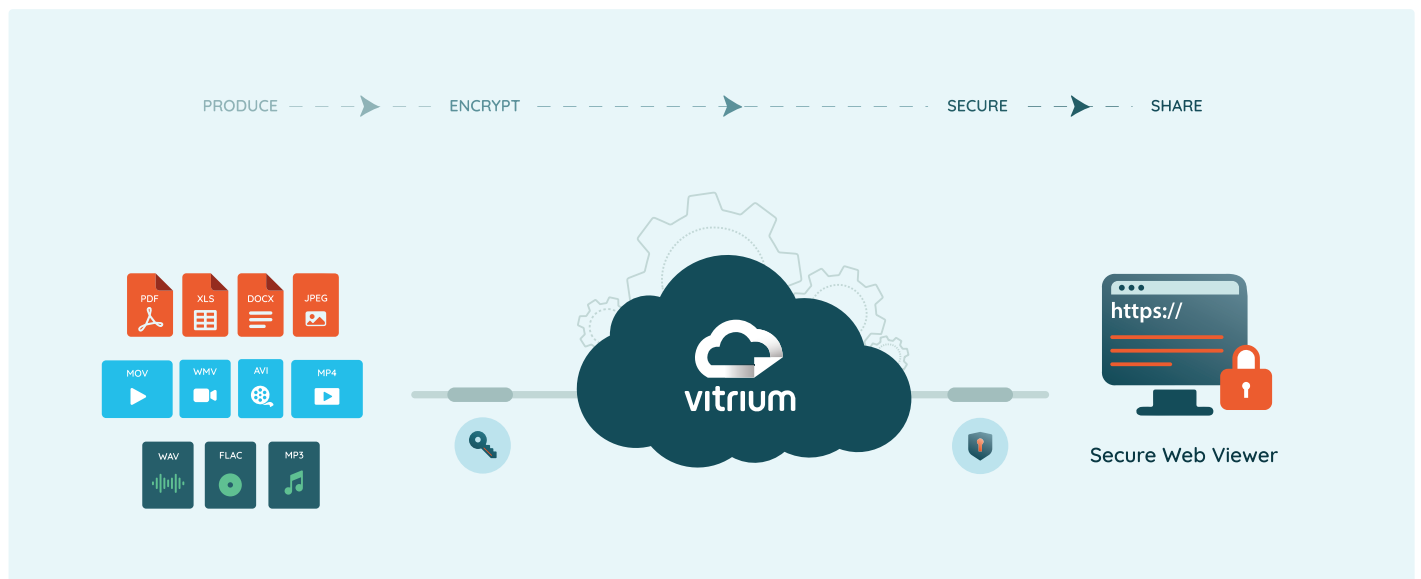 PRODUCE ENCRYPT SECURE SHARE
PDF XLS DOCX JPEG
MOV WMV AVI MP4
WAV FLAC MP3
vitrium
https://
Secure Web Viewer